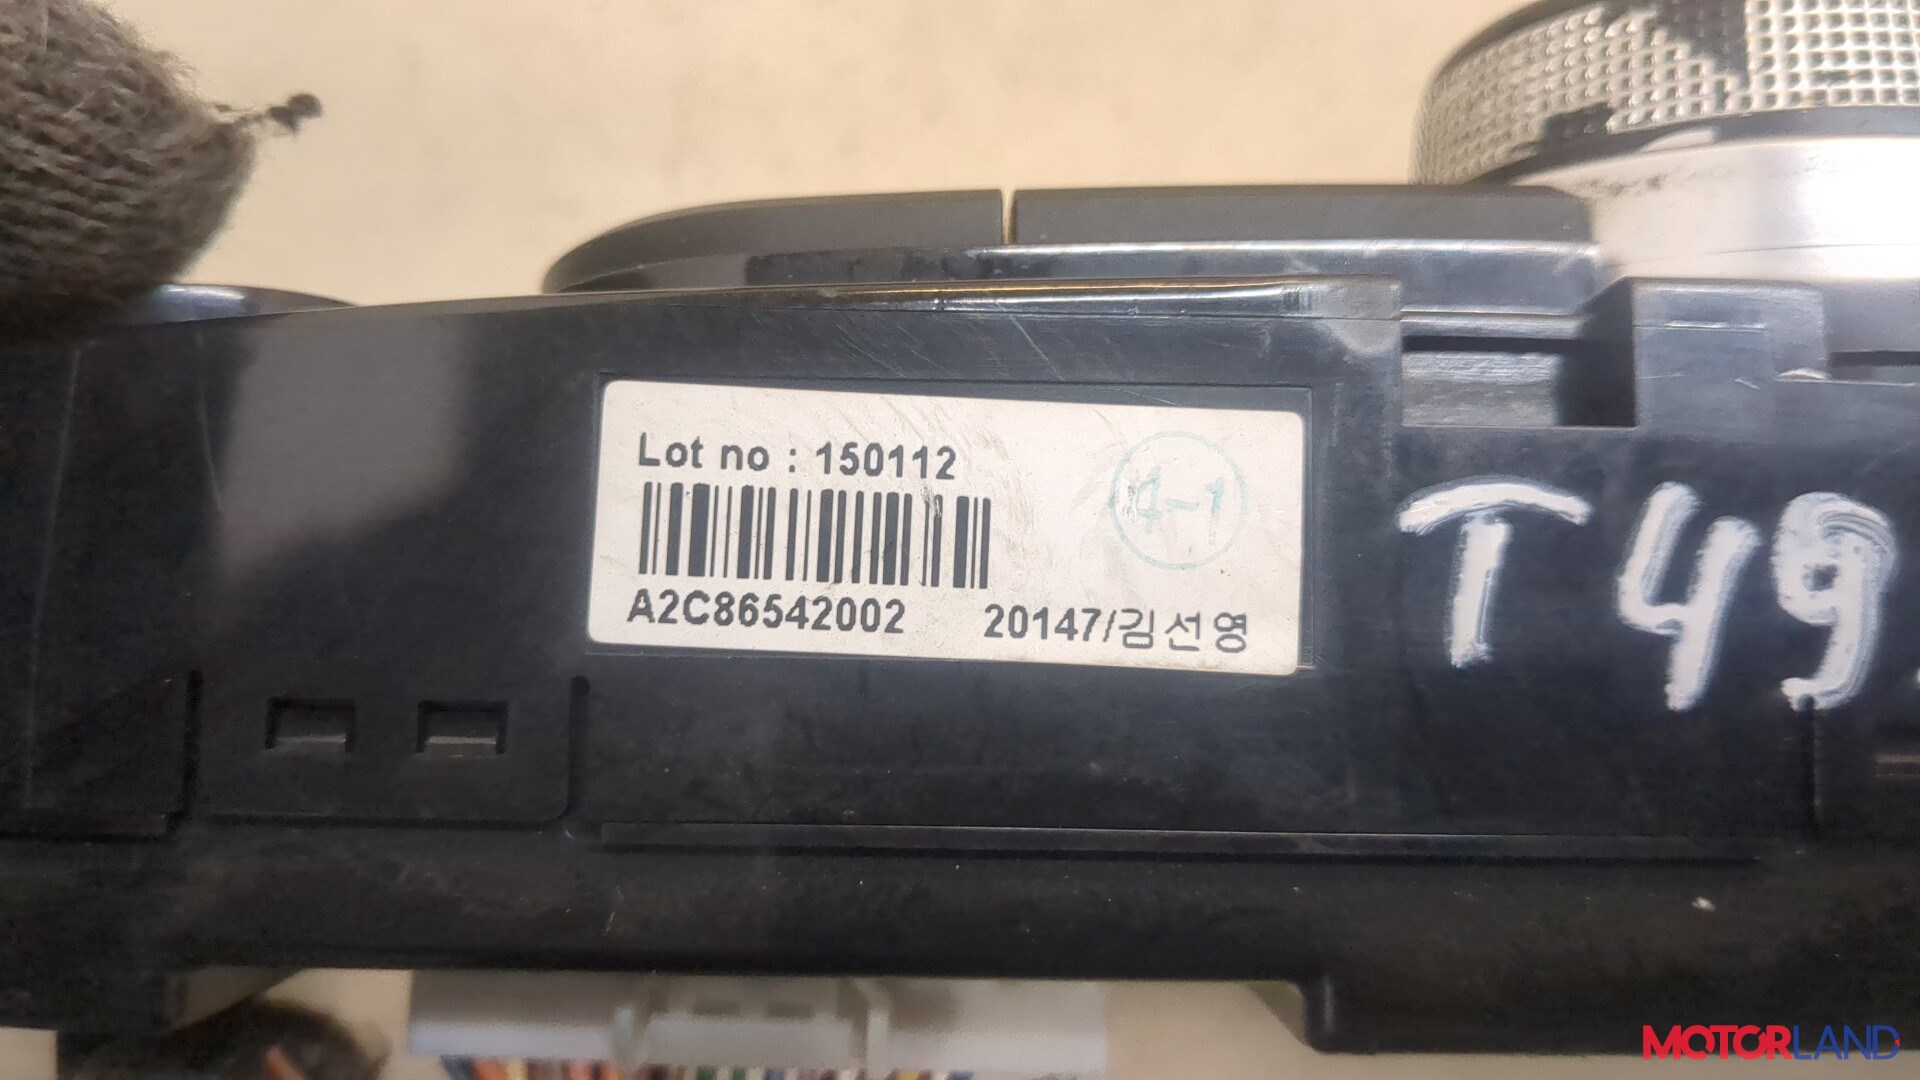 Lot no : 150112
4-1
A2C86542002 20147/김선영
T49
MOTORLAND